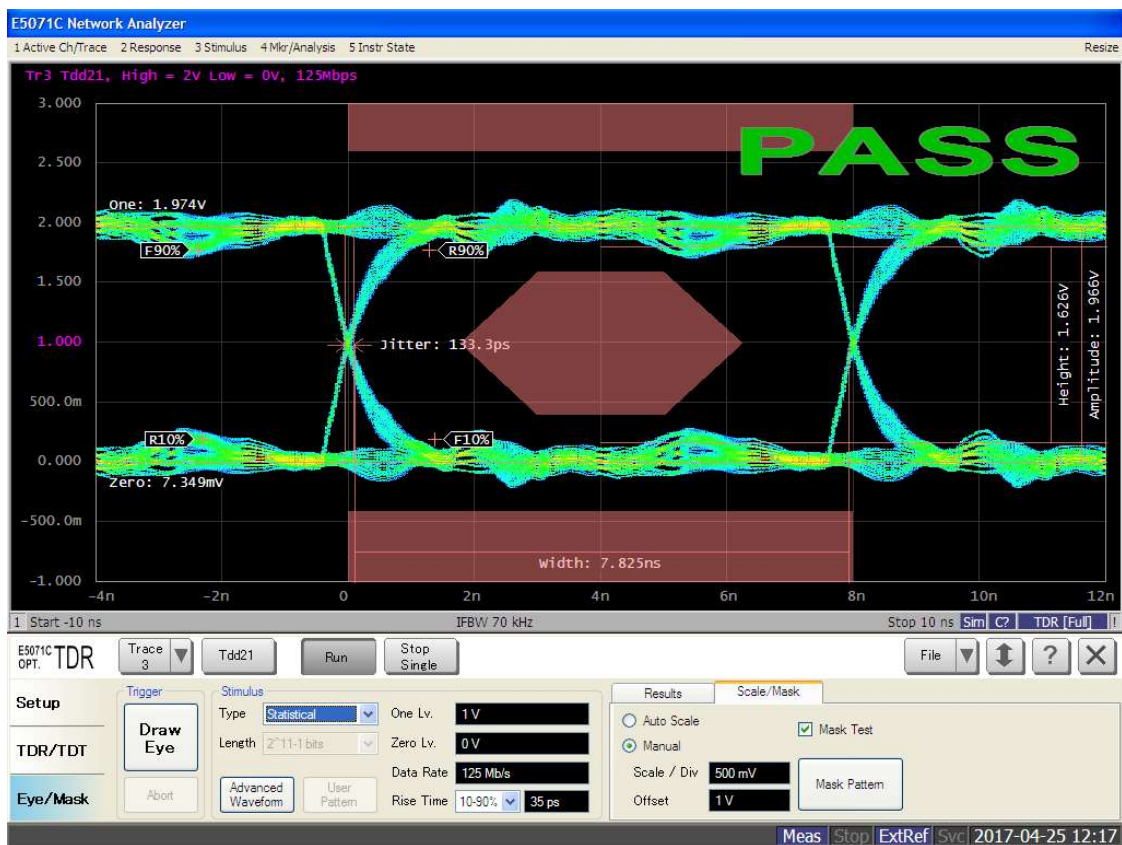 E5071C Network Analyzer
1 Active Ch/Trace 2 Response 3 Stimulus 4 Mkr/Analysis 5 Instr State Resize
Tr3 Tdd21, High = 2V Low = 0V, 125Mbps
PASS
3.000
2.500
2.000
1.500
1.000
500.0m
0.000
-500.0m
-1.000
One: 1.974V
F90%
R90%
Jitter: 133.3ps
Height: 1.626V
Amplitude: 1.966V
R10%
F10%
Zero: 7.349mV
Width: 7.825ns
-4n -2n 0 2n 4n 6n 8n 10n 12n
1 Start -10 ns IFBW 70 kHz Stop 10 ns Sim C? TDR [Full] !
E5071C OPT. TDR
Trace 3
Tdd21
Run
Stop Single
File
?
Setup
TDR/TDT
Eye/Mask
Trigger
Draw Eye
Abort
Stimulus
Type Statistical
Length 2^11-1 bits
Advanced Waveform
User Pattern
One Lv. 1 V
Zero Lv. 0 V
Data Rate 125 Mb/s
Rise Time 10-90% 35 ps
Results Scale/Mask
Auto Scale
Manual
Mask Test
Scale / Div 500 mV
Offset 1 V
Mask Pattern
Meas Stop ExtRef Svc 2017-04-25 12:17